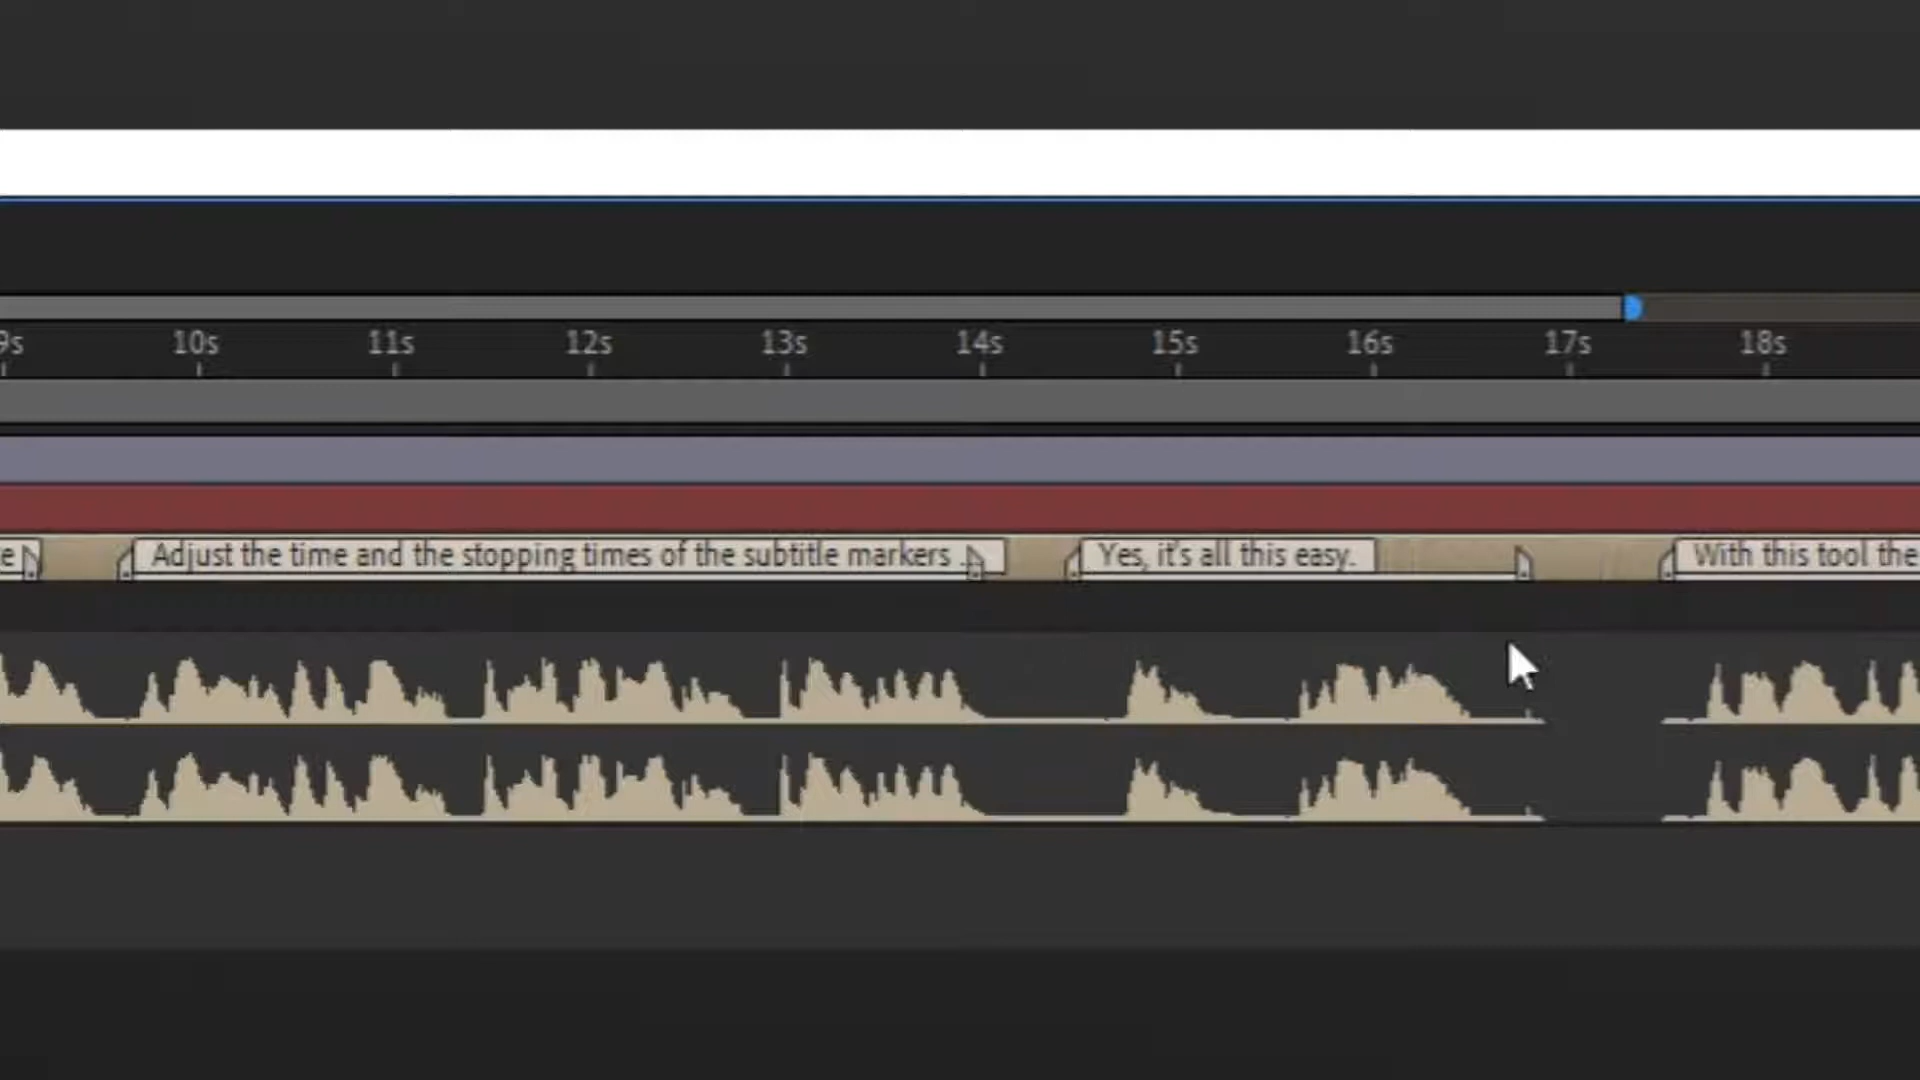 9s 10s 11s 12s 13s 14s 15s 16s 17s 18s
e Adjust the time and the stopping times of the subtitle markers . Yes, it's all this easy. With this tool the